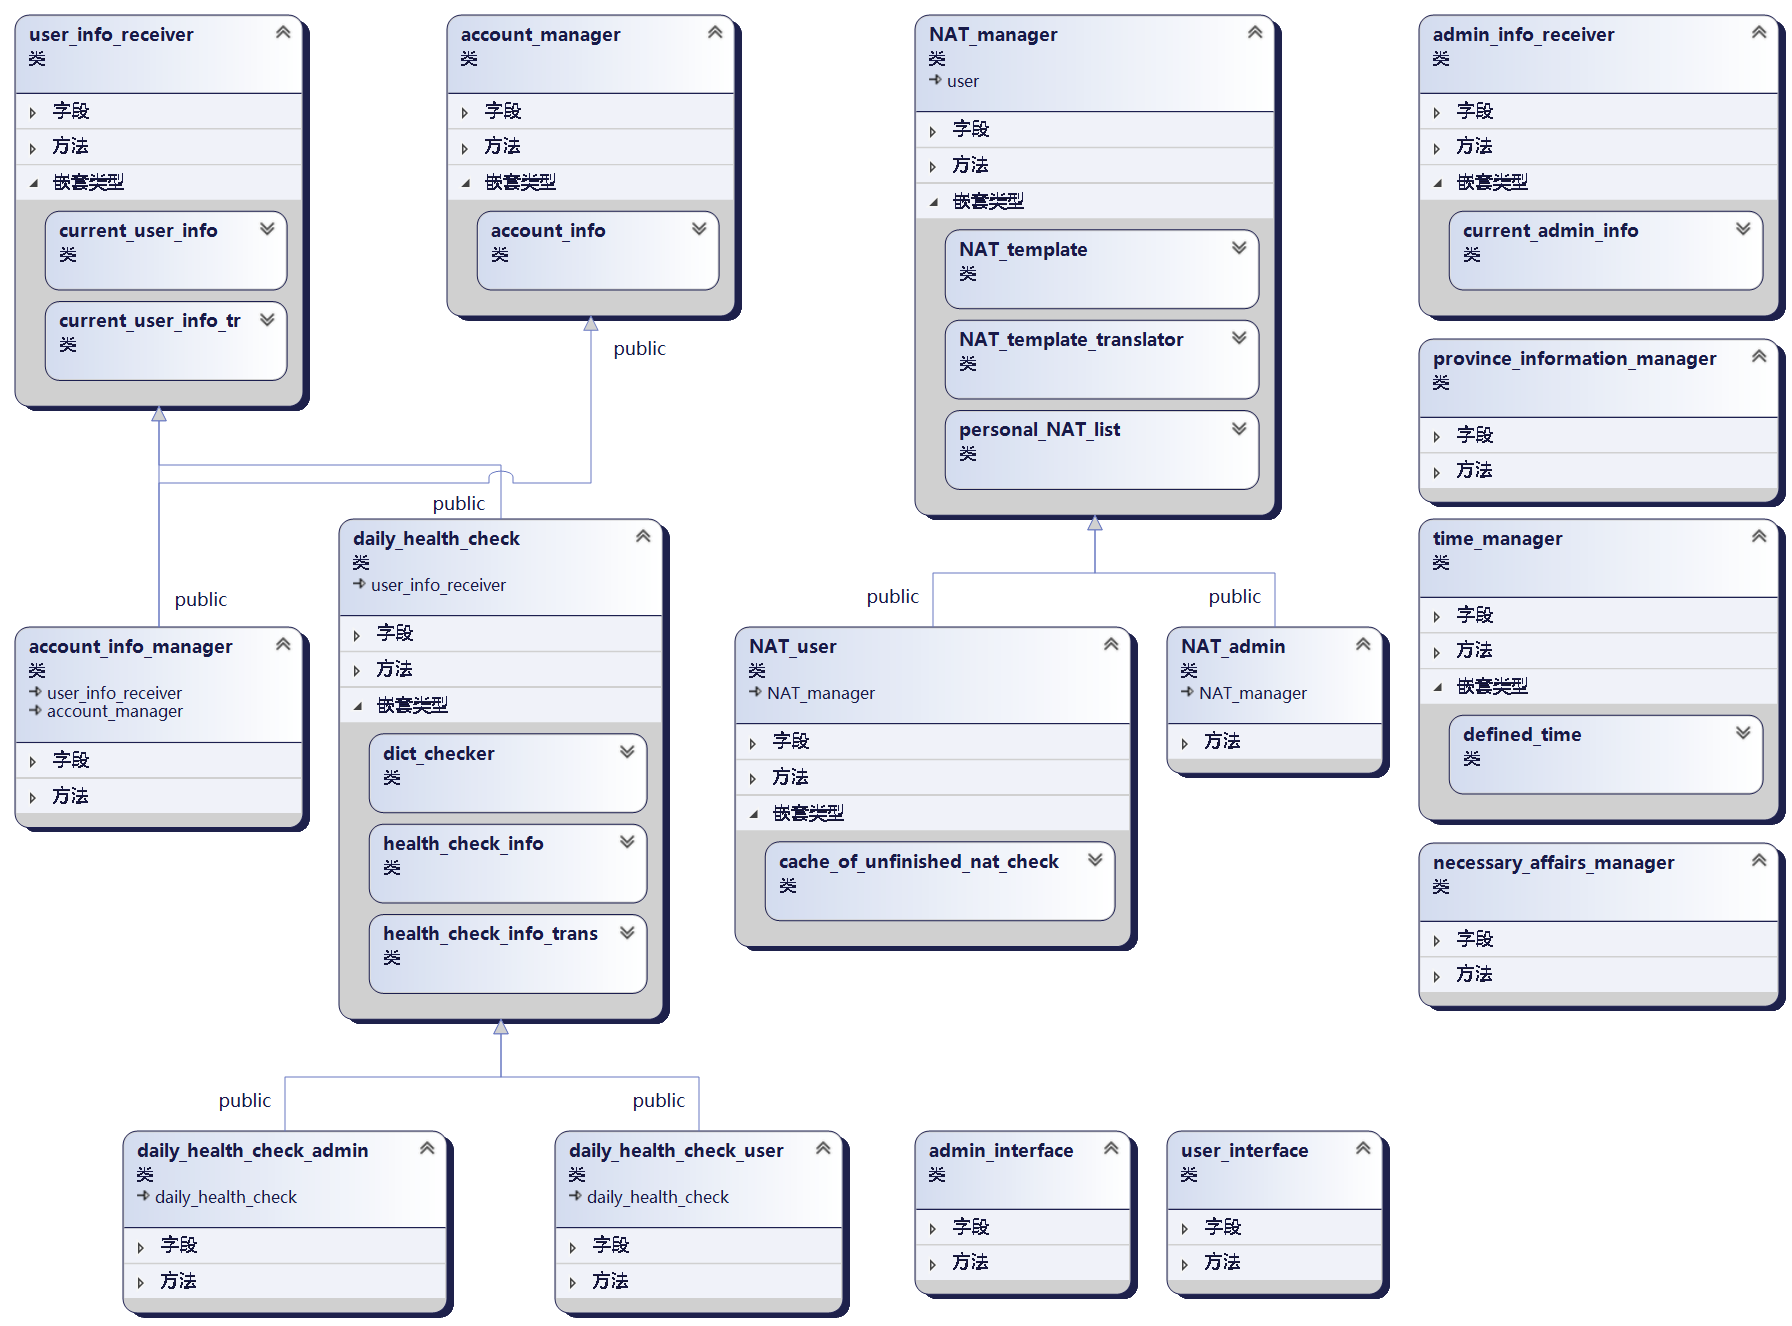 user_info_receiver
类
字段
方法
嵌套类型
current_user_info
类
current_user_info_tr
类
account_manager
类
字段
方法
嵌套类型
account_info
类
public
NAT_manager
类
user
字段
方法
嵌套类型
NAT_template
类
NAT_template_translator
类
personal_NAT_list
类
admin_info_receiver
类
字段
方法
嵌套类型
current_admin_info
类
province_information_manager
类
字段
方法
time_manager
类
字段
方法
嵌套类型
defined_time
类
necessary_affairs_manager
类
字段
方法
public
account_info_manager
类
user_info_receiver
account_manager
字段
方法
public
daily_health_check
类
user_info_receiver
字段
方法
嵌套类型
dict_checker
类
health_check_info
类
health_check_info_trans
类
public
NAT_user
类
NAT_manager
字段
方法
嵌套类型
cache_of_unfinished_nat_check
类
public
NAT_admin
类
NAT_manager
方法
public
daily_health_check_admin
类
daily_health_check
字段
方法
public
daily_health_check_user
类
daily_health_check
字段
方法
admin_interface
类
字段
方法
user_interface
类
字段
方法